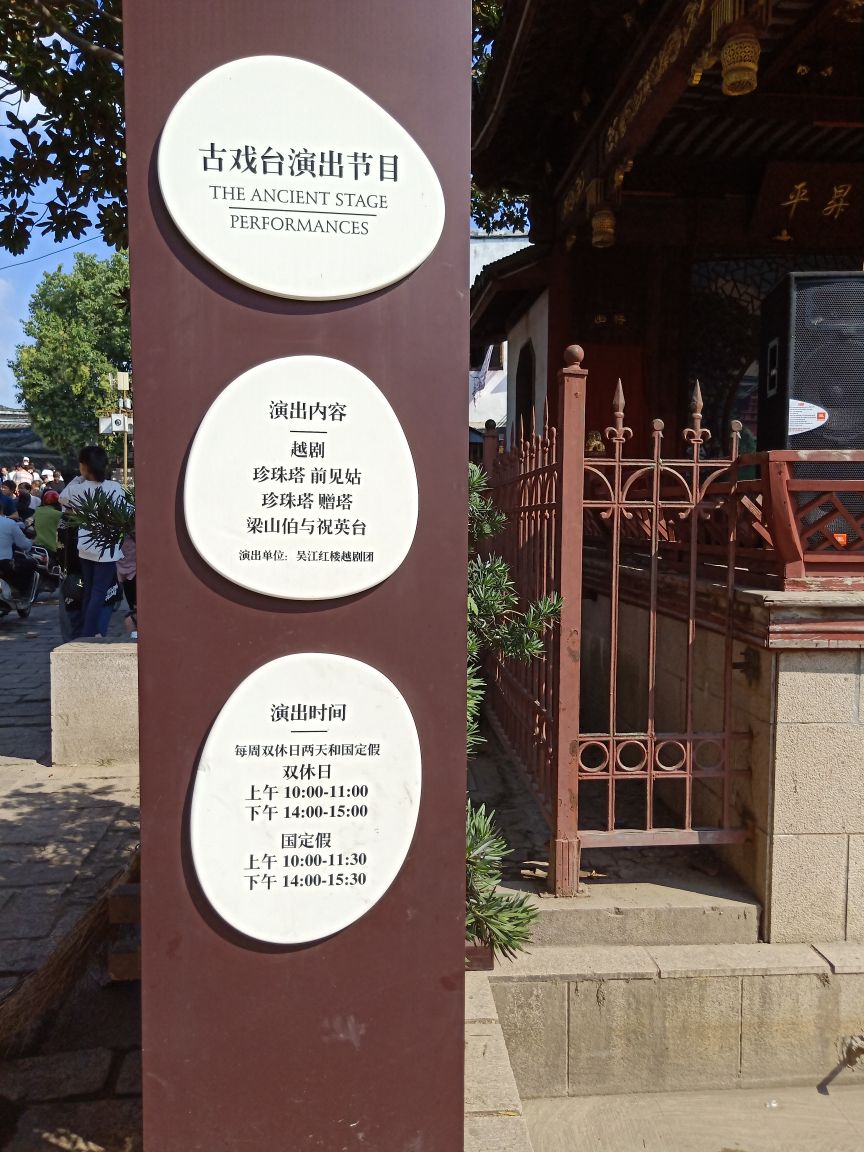 古戏台演出节目
THE ANCIENT STAGE
PERFORMANCES
演出内容
越剧
珍珠塔 前见姑
珍珠塔 赠塔
梁山伯与祝英台
演出单位：吴江红楼越剧团
演出时间
每周双休日两天和国定假
双休日
上午 10:00-11:00
下午 14:00-15:00
国定假
上午 10:00-11:30
下午 14:00-15:30
平昇